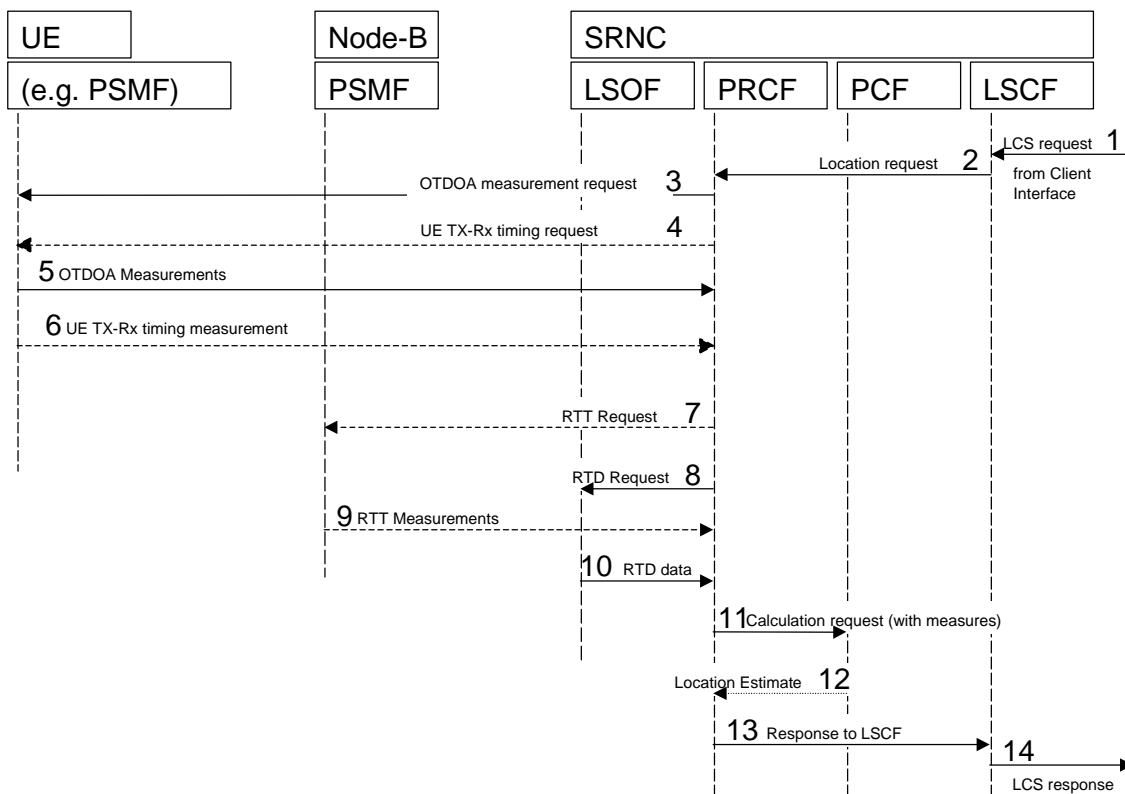 UE
Node-B
SRNC
(e.g. PSMF)
PSMF
LSOF
PRCF
PCF
LSCF
LCS request 1
from Client
Interface
Location request 2
OTDOA measurement request 3
UE TX-Rx timing request 4
5 OTDOA Measurements
6 UE TX-Rx timing measurement
RTT Request 7
RTD Request 8
9 RTT Measurements
10 RTD data
11 Calculation request (with measures)
Location Estimate 12
13 Response to LSCF
14
LCS response